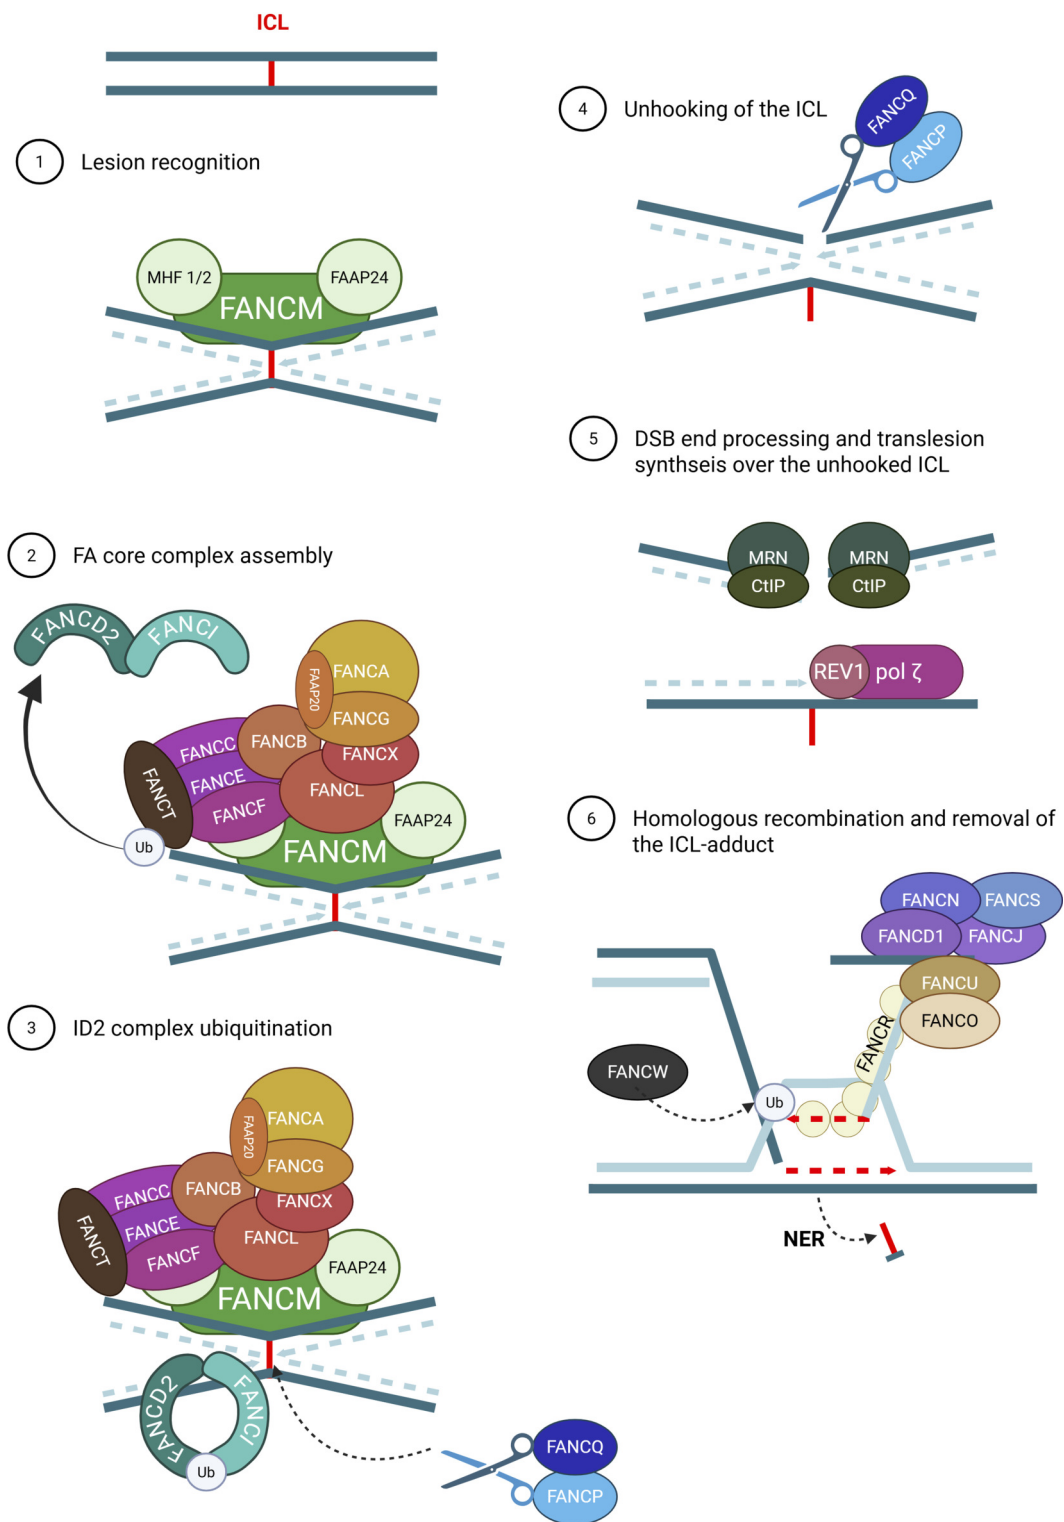 ICL
1
Lesion recognition
MHF 1/2
FAAP24
FANCM
2
FA core complex assembly
FANCD2
FANCI
FANCA
FAAP20
FANCG
FANCC
FANCB
FANCX
FANCE
FANCT
FANCL
FANCF
FAAP24
Ub
FANCM
3
ID2 complex ubiquitination
FANCA
FAAP20
FANCG
FANCC
FANCB
FANCX
FANCE
FANCT
FANCL
FANCF
FAAP24
FANCM
FANCD2
FANCI
Ub
FANCQ
FANCP
4
Unhooking of the ICL
FANCQ
FANCP
5
DSB end processing and translesion
synthseis over the unhooked ICL
MRN
MRN
CtIP
CtIP
REV1
pol ζ
6
Homologous recombination and removal of
the ICL-adduct
FANCN
FANCS
FANCD1
FANCJ
FANCU
FANCO
FANCR
FANCW
Ub
NER